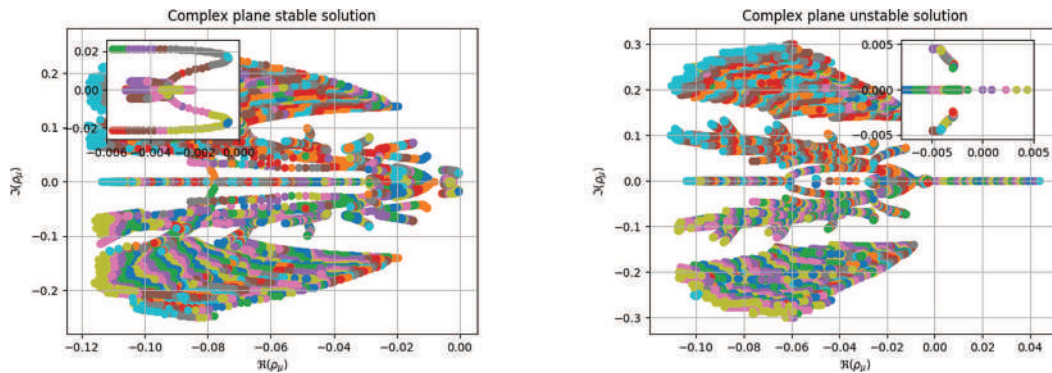 Complex plane stable solution
0.2
0.1
0.0
−0.1
−0.2
0.02
0.00
−0.02
−0.006 −0.004 −0.002 0.000
−0.12 −0.10 −0.08 −0.06 −0.04 −0.02 0.00
ℑ(ρμ)
ℜ(ρμ)
Complex plane unstable solution
0.3
0.2
0.1
0.0
−0.1
−0.2
−0.3
0.005
0.000
−0.005
−0.005 0.000 0.005
−0.10 −0.08 −0.06 −0.04 −0.02 0.00 0.02 0.04
ℑ(ρμ)
ℜ(ρμ)